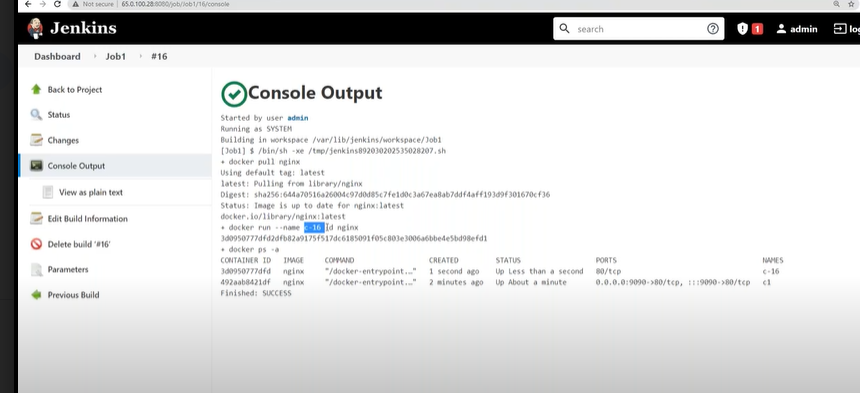 Not secure | 65.0.100.28:8080/job/Job1/16/console
Jenkins
search
1
admin
Dashboard
Job1
#16
Back to Project
Status
Changes
Console Output
View as plain text
Edit Build Information
Delete build '#16'
Parameters
Previous Build
Console Output
Started by user admin
Running as SYSTEM
Building in workspace /var/lib/jenkins/workspace/Job1
[Job1] $ /bin/sh -xe /tmp/jenkins892030202535028207.sh
+ docker pull nginx
Using default tag: latest
latest: Pulling from library/nginx
Digest: sha256:644a70516a26004c97d0d85c7fe1d0c3a67ea8ab7ddf4aff193d9f301670cf36
Status: Image is up to date for nginx:latest
docker.io/library/nginx:latest
+ docker run --name c-16 -id nginx
3d0950777dfd2dfb82a9175f517dc6185091f05c803e3006a6bbe4e5bd98efd1
+ docker ps -a
CONTAINER ID IMAGE COMMAND CREATED STATUS PORTS NAMES
3d0950777dfd nginx "/docker-entrypoint.…" 1 second ago Up Less than a second 80/tcp c-16
492aab8421df nginx "/docker-entrypoint.…" 2 minutes ago Up About a minute 0.0.0.0:9090->80/tcp, :::9090->80/tcp c1
Finished: SUCCESS